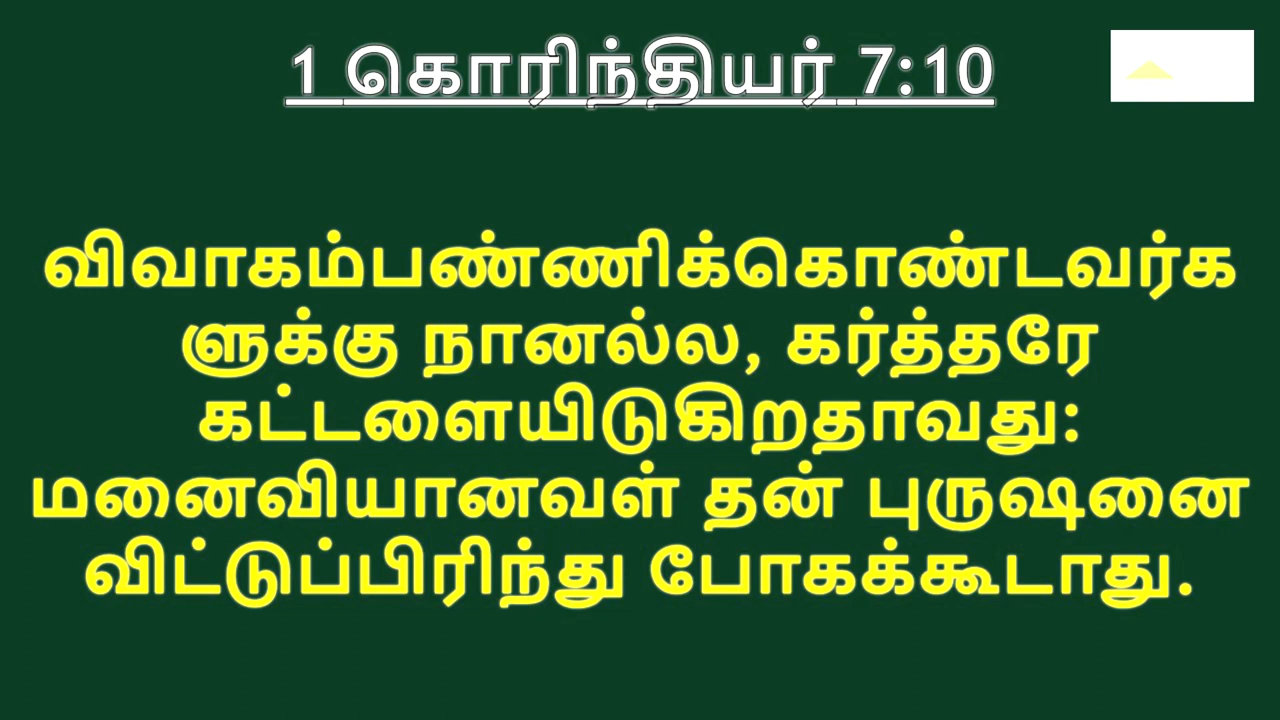 1 கொரிந்தியர் 7:10
விவாகம்பண்ணிக்கொண்டவர்க
ளுக்கு நானல்ல, கர்த்தரே
கட்டளையிடுகிறதாவது:
மனைவியானவள் தன் புருஷனை
விட்டுப்பிரிந்து போகக்கூடாது.